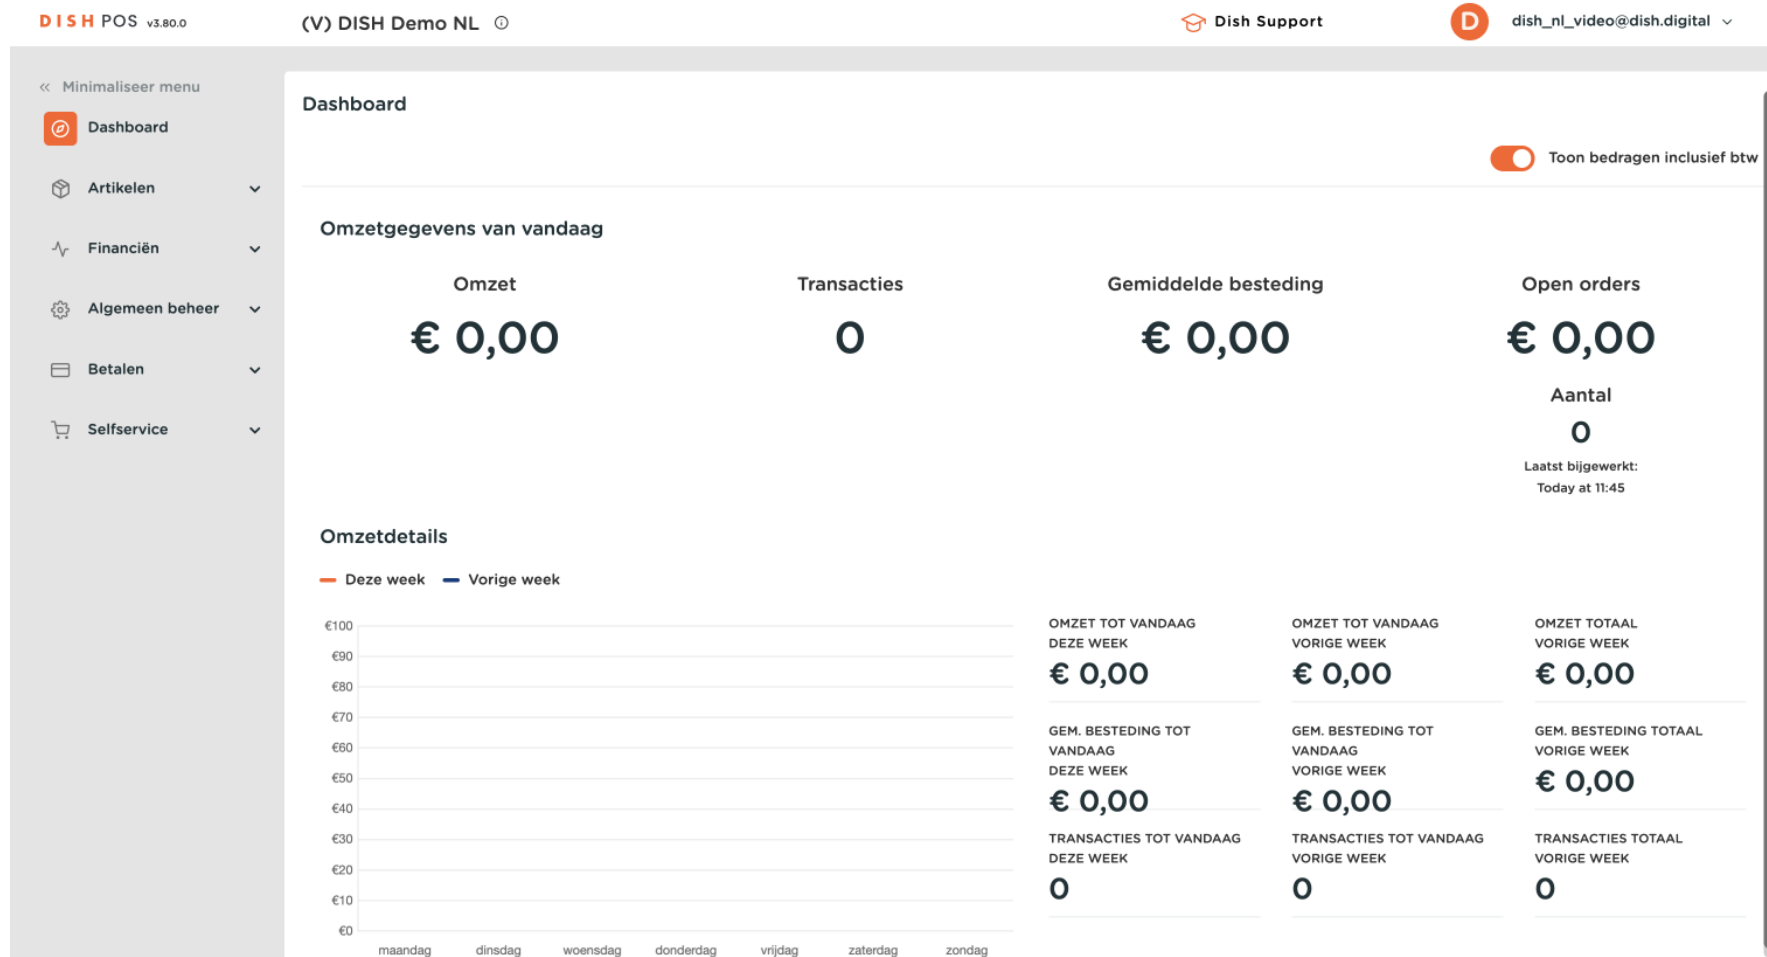 DISH POS v3.80.0
(V) DISH Demo NL
Dish Support
D
dish_nl_video@dish.digital
Minimaliseer menu
Dashboard
Artikelen
Financiën
Algemeen beheer
Betalen
Selfservice
Dashboard
Toon bedragen inclusief btw
Omzetgegevens van vandaag
Omzet
€ 0,00
Transacties
0
Gemiddelde besteding
€ 0,00
Open orders
€ 0,00
Aantal
0
Laatst bijgewerkt:
Today at 11:45
Omzetdetails
Deze week
Vorige week
€100
€90
€80
€70
€60
€50
€40
€30
€20
€10
€0
maandag dinsdag woensdag donderdag vrijdag zaterdag zondag
OMZET TOT VANDAAG
DEZE WEEK
€ 0,00
OMZET TOT VANDAAG
VORIGE WEEK
€ 0,00
OMZET TOTAAL
VORIGE WEEK
€ 0,00
GEM. BESTEDING TOT
VANDAAG
DEZE WEEK
€ 0,00
GEM. BESTEDING TOT
VANDAAG
VORIGE WEEK
€ 0,00
GEM. BESTEDING TOTAAL
VORIGE WEEK
€ 0,00
TRANSACTIES TOT VANDAAG
DEZE WEEK
0
TRANSACTIES TOT VANDAAG
VORIGE WEEK
0
TRANSACTIES TOTAAL
VORIGE WEEK
0